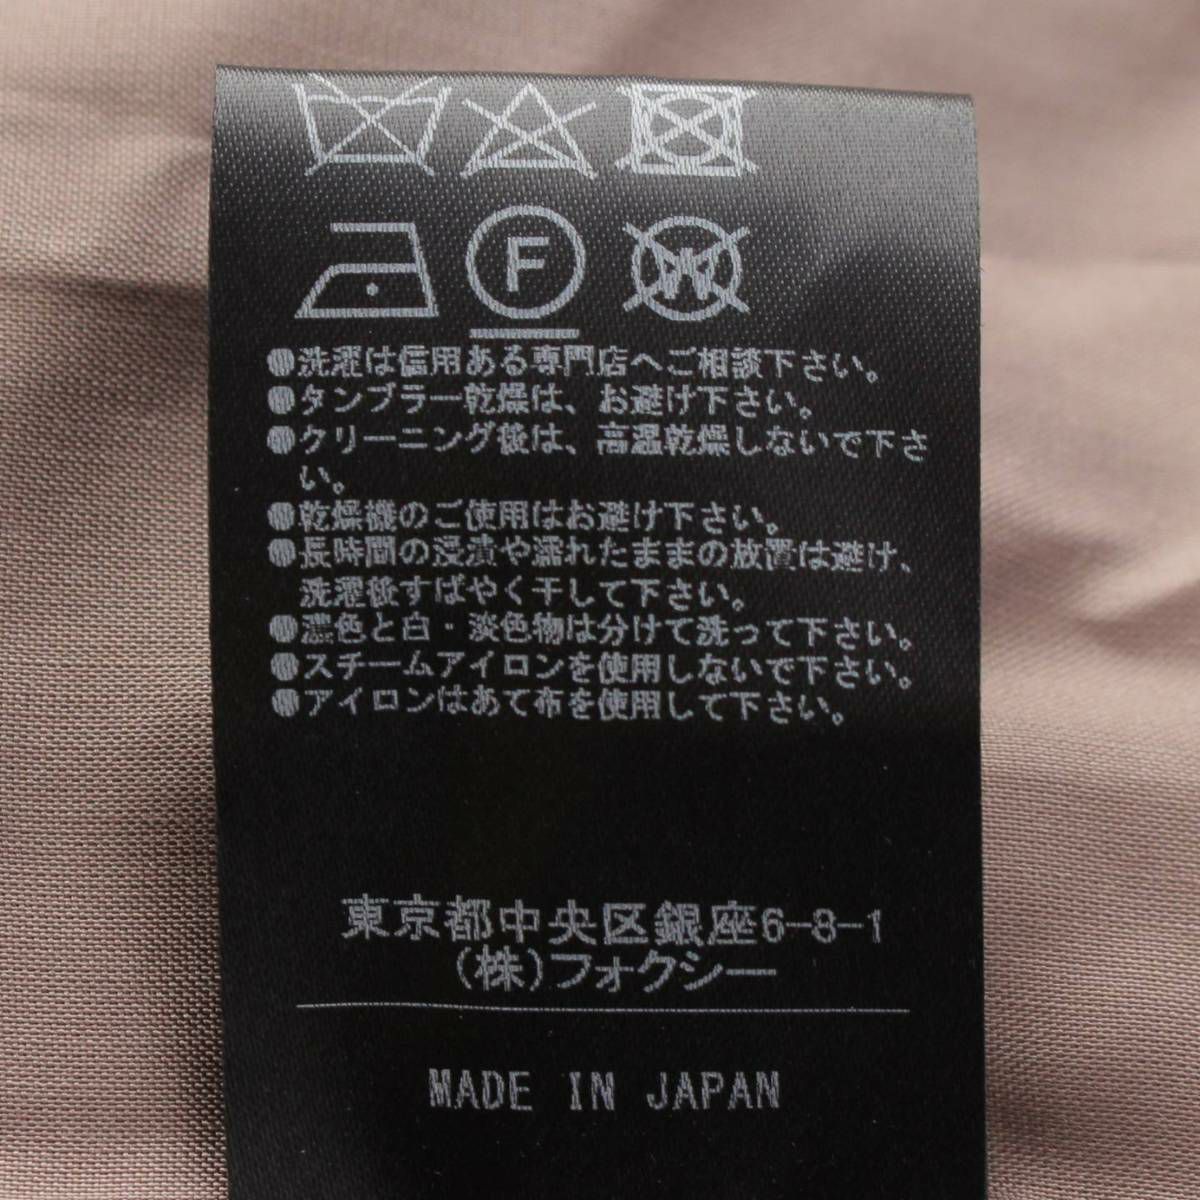 F W
●洗濯は信用ある専門店へご相談下さい。
●タンブラー乾燥は、お避け下さい。
●クリーニング後は、高温乾燥しないで下さ
い。
●乾燥機のご使用はお避け下さい。
●長時間の浸漬や濡れたままの放置は避け、
洗濯後すばやく干して下さい。
●濃色と白・淡色物は分けて洗って下さい。
●スチームアイロンを使用しないで下さい。
●アイロンはあて布を使用して下さい。
東京都中央区銀座6-8-1
(株)フォクシー
MADE IN JAPAN